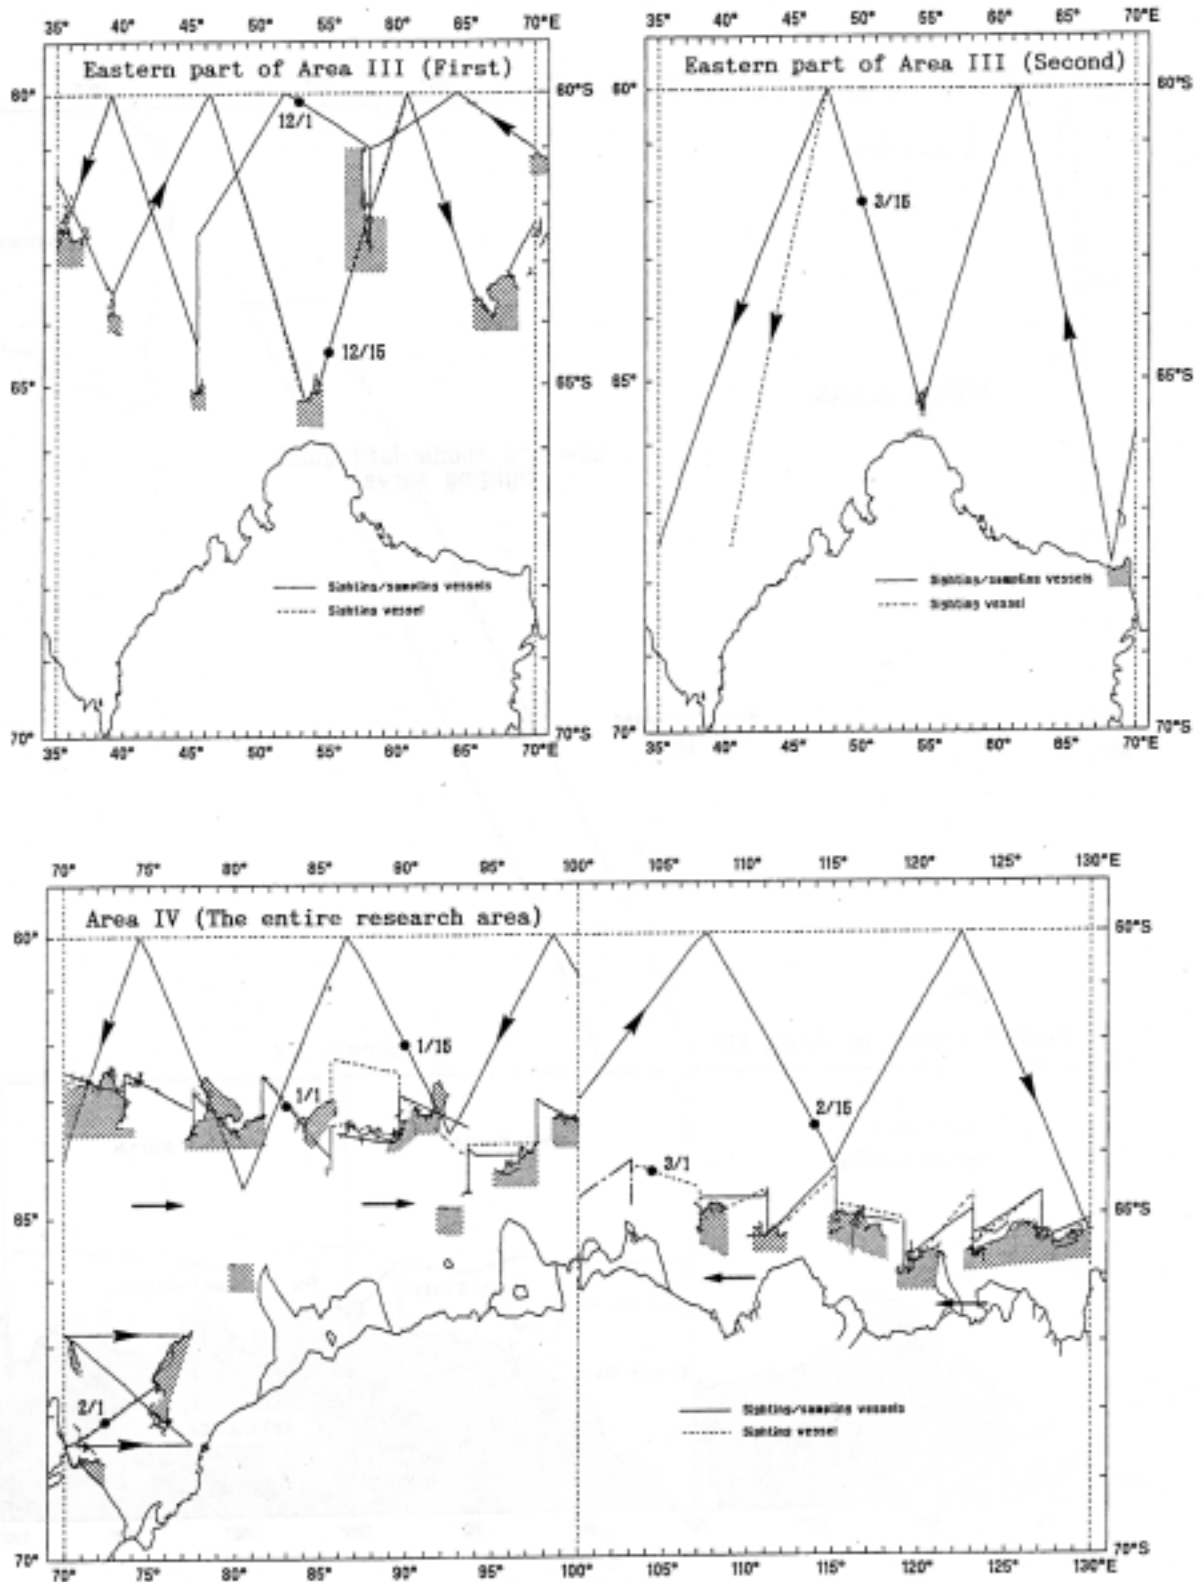 35° 40° 45° 50° 55° 60° 65° 70°E
Eastern part of Area III (First)
60° 60°S
12/1
12/15
65° 65°S
Sighting/sampling vessels
Sighting vessel
70° 70°S
35° 40° 45° 50° 55° 60° 65° 70°E
35° 40° 45° 50° 55° 60° 65° 70°E
Eastern part of Area III (Second)
60° 60°S
3/15
65° 65°S
Sighting/sampling vessels
Sighting vessel
70° 70°S
35° 40° 45° 50° 55° 60° 65° 70°E
70° 75° 80° 85° 90° 95° 100° 105° 110° 115° 120° 125° 130°E
Area IV (The entire research area)
60° 60°S
1/15
1/1
2/15
3/1
65° 65°S
2/1
Sighting/sampling vessels
Sighting vessel
70° 70°S
70° 75° 80° 85° 90° 95° 100° 105° 110° 115° 120° 125° 130°E